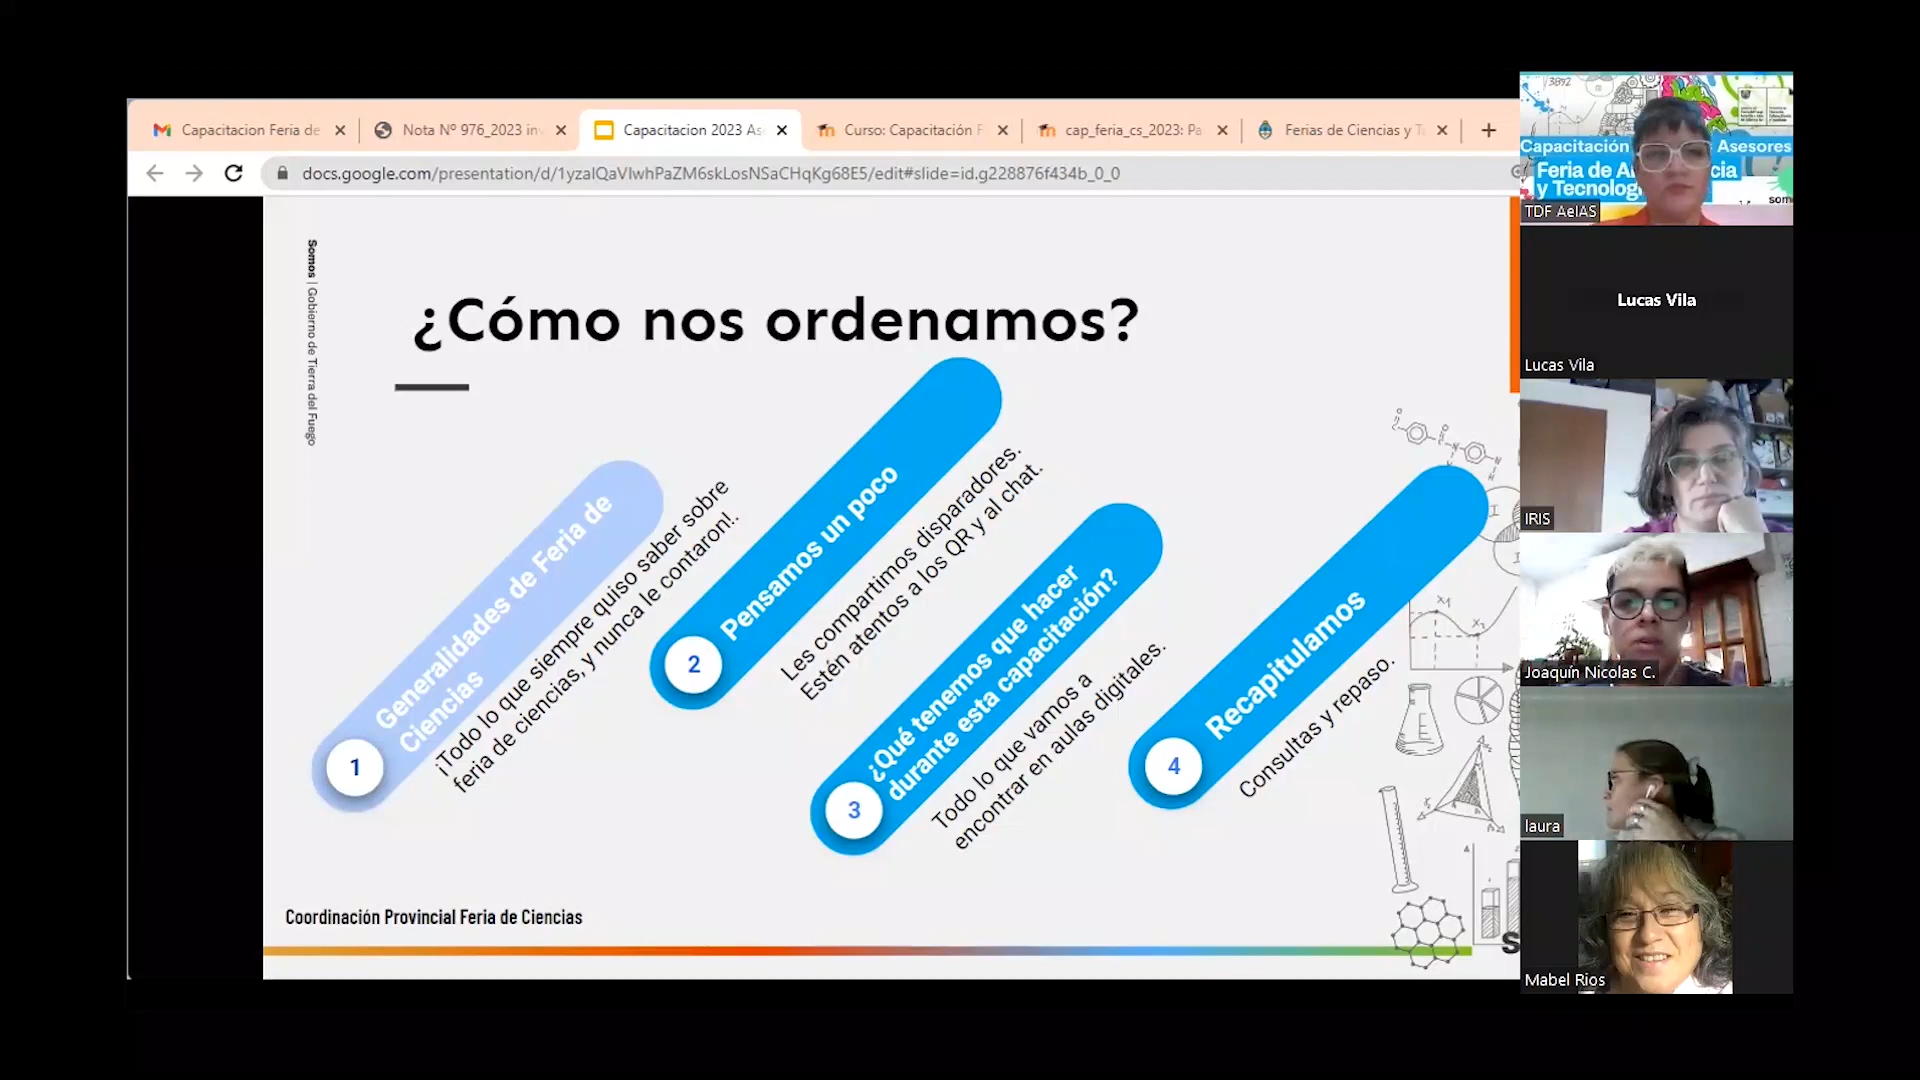 Capacitacion Feria de
Nota Nº 976_2023 in
Capacitacion 2023 As
Curso: Capacitación F
cap_feria_cs_2023: Pa
Ferias de Ciencias y T
docs.google.com/presentation/d/1yzaIQaVIwhPaZM6skLosNSaCHqKg68E5/edit#slide=id.g228876f434b_0_0
Somos | Gobierno de Tierra del Fuego
¿Cómo nos ordenamos?
1
Generalidades de Feria de
Ciencias
¡Todo lo que siempre quiso saber sobre
feria de ciencias, y nunca le contaron!.
2
Pensamos un poco
Les compartimos disparadores.
Estén atentos a los QR y al chat.
3
¿Qué tenemos que hacer
durante esta capacitación?
Todo lo que vamos a
encontrar en aulas digitales.
4
Recapitulamos
Consultas y repaso.
Coordinación Provincial Feria de Ciencias
Capacitación Asesores
Feria de
y Tecnolog
TDF AeIAS
Lucas Vila
Lucas Vila
IRIS
Joaquín Nicolas C.
laura
Mabel Rios